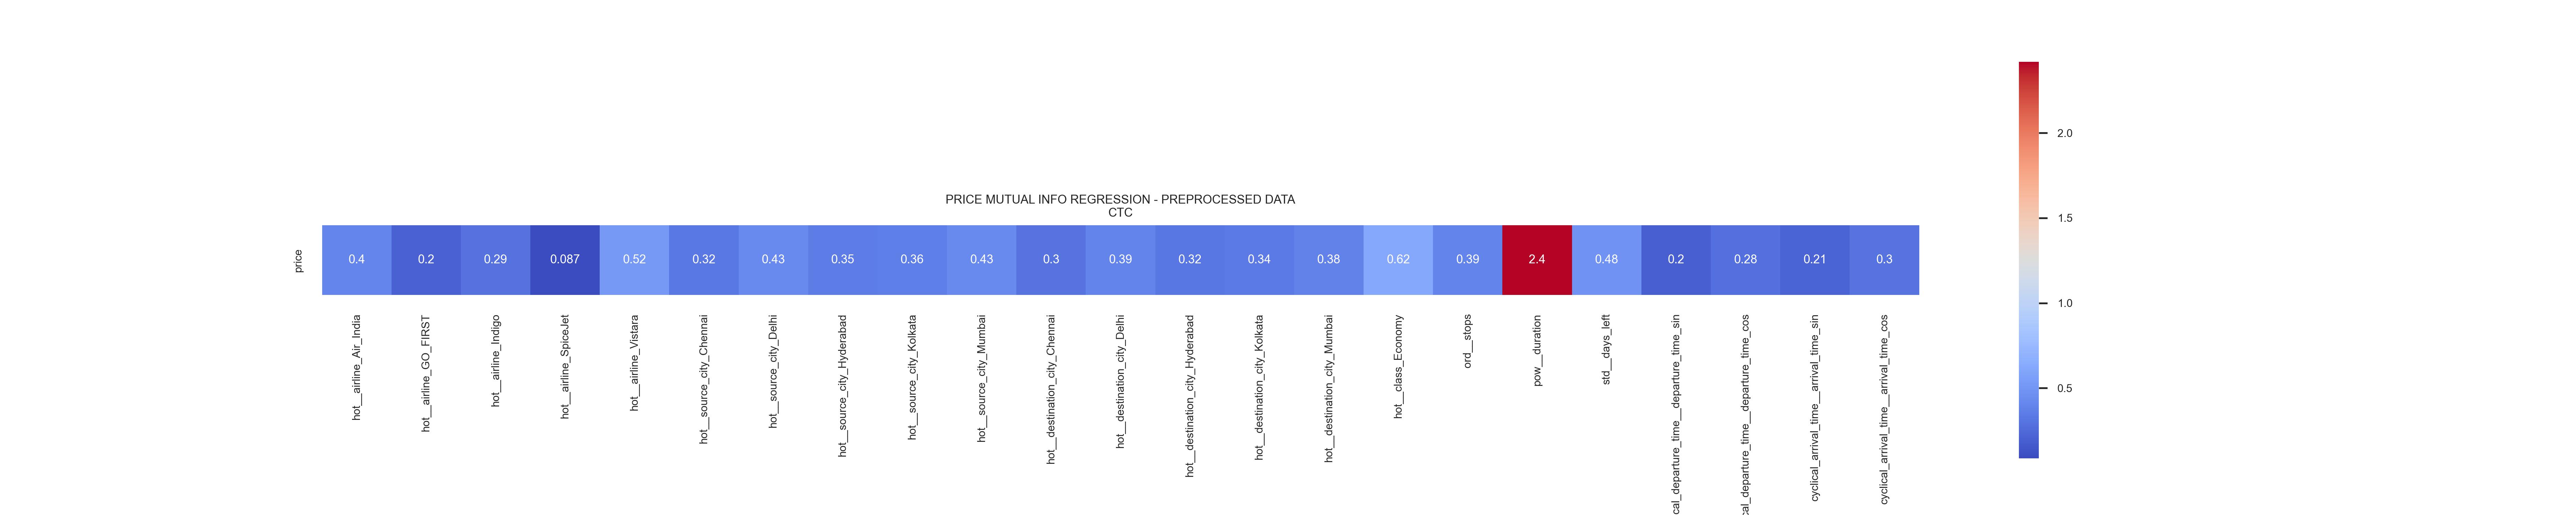 PRICE MUTUAL INFO REGRESSION - PREPROCESSED DATA
CTC
price
0.4 0.2 0.29 0.087 0.52 0.32 0.43 0.35 0.36 0.43 0.3 0.39 0.32 0.34 0.38 0.62 0.39 2.4 0.48 0.2 0.28 0.21 0.3
hot__airline_Air_India
hot__airline_GO_FIRST
hot__airline_Indigo
hot__airline_SpiceJet
hot__airline_Vistara
hot__source_city_Chennai
hot__source_city_Delhi
hot__source_city_Hyderabad
hot__source_city_Kolkata
hot__source_city_Mumbai
hot__destination_city_Chennai
hot__destination_city_Delhi
hot__destination_city_Hyderabad
hot__destination_city_Kolkata
hot__destination_city_Mumbai
hot__class_Economy
ord__stops
pow__duration
std__days_left
cal_departure_time__departure_time_sin
cal_departure_time__departure_time_cos
cyclical_arrival_time__arrival_time_sin
cyclical_arrival_time__arrival_time_cos
2.0
1.5
1.0
0.5